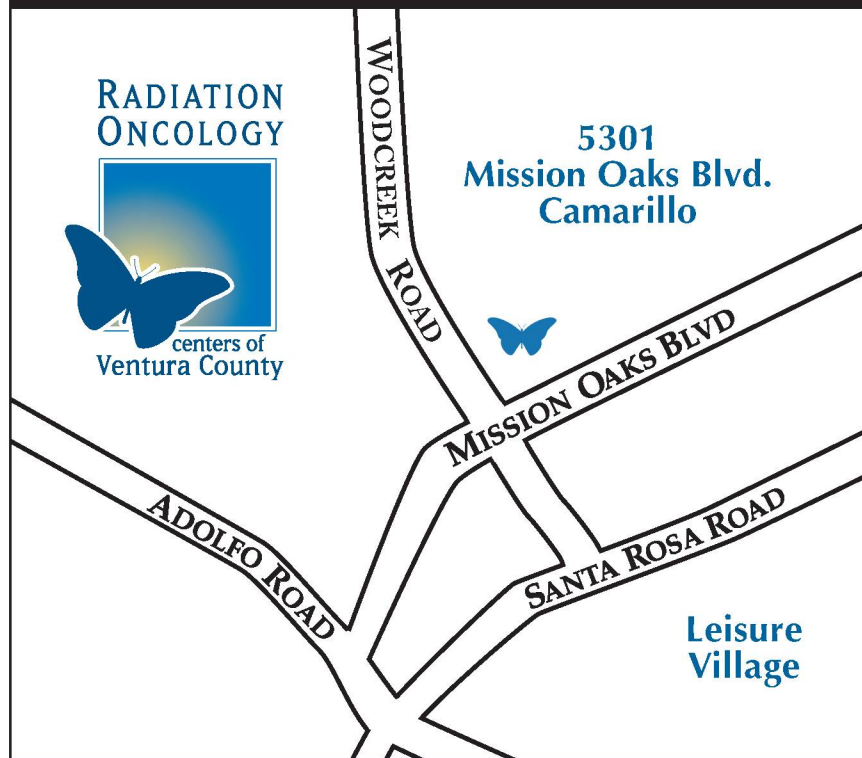 RADIATION
ONCOLOGY
centers of
Ventura County
5301
Mission Oaks Blvd.
Camarillo
WOODCREEK ROAD
MISSION OAKS BLVD
ADOLFO ROAD
SANTA ROSA ROAD
Leisure
Village